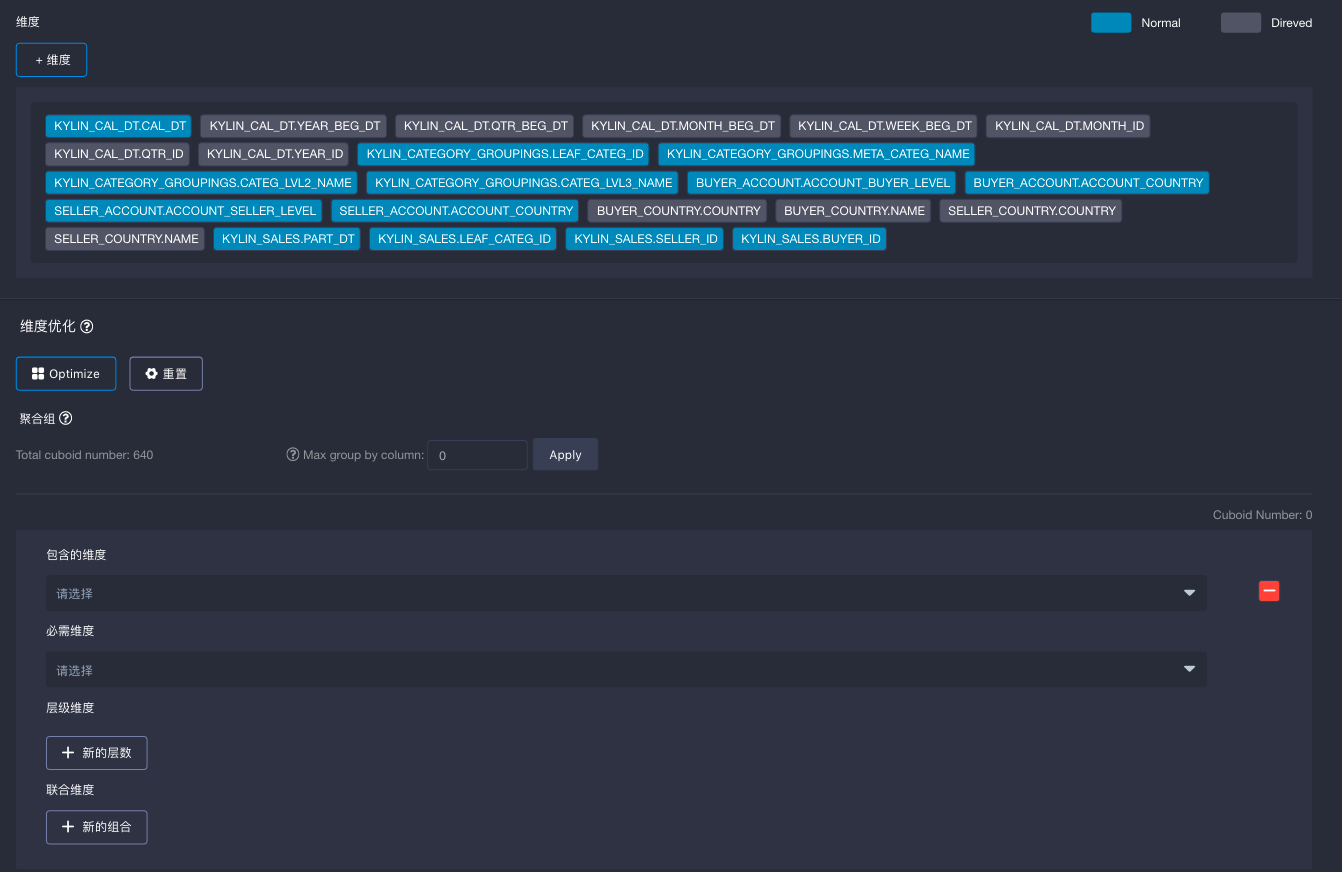 维度
Normal
Direved
+ 维度
KYLIN_CAL_DT.CAL_DT KYLIN_CAL_DT.YEAR_BEG_DT KYLIN_CAL_DT.QTR_BEG_DT KYLIN_CAL_DT.MONTH_BEG_DT KYLIN_CAL_DT.WEEK_BEG_DT KYLIN_CAL_DT.MONTH_ID
KYLIN_CAL_DT.QTR_ID KYLIN_CAL_DT.YEAR_ID KYLIN_CATEGORY_GROUPINGS.LEAF_CATEG_ID KYLIN_CATEGORY_GROUPINGS.META_CATEG_NAME
KYLIN_CATEGORY_GROUPINGS.CATEG_LVL2_NAME KYLIN_CATEGORY_GROUPINGS.CATEG_LVL3_NAME BUYER_ACCOUNT.ACCOUNT_BUYER_LEVEL BUYER_ACCOUNT.ACCOUNT_COUNTRY
SELLER_ACCOUNT.ACCOUNT_SELLER_LEVEL SELLER_ACCOUNT.ACCOUNT_COUNTRY BUYER_COUNTRY.COUNTRY BUYER_COUNTRY.NAME SELLER_COUNTRY.COUNTRY
SELLER_COUNTRY.NAME KYLIN_SALES.PART_DT KYLIN_SALES.LEAF_CATEG_ID KYLIN_SALES.SELLER_ID KYLIN_SALES.BUYER_ID
维度优化 ?
Optimize 重置
聚合组 ?
Total cuboid number: 640 ? Max group by column: 0 Apply
Cuboid Number: 0
包含的维度
请选择
必需维度
请选择
层级维度
+ 新的层数
联合维度
+ 新的组合